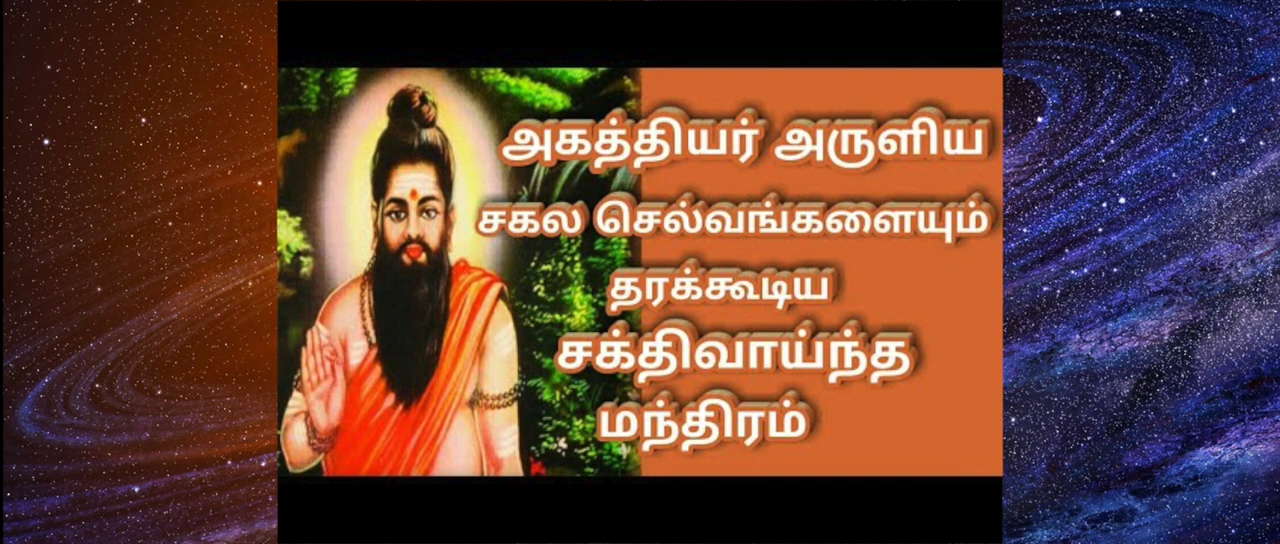 அகத்தியர் அருளிய
சகல செல்வங்களையும்
தரக்கூடிய
சக்திவாய்ந்த
மந்திரம்